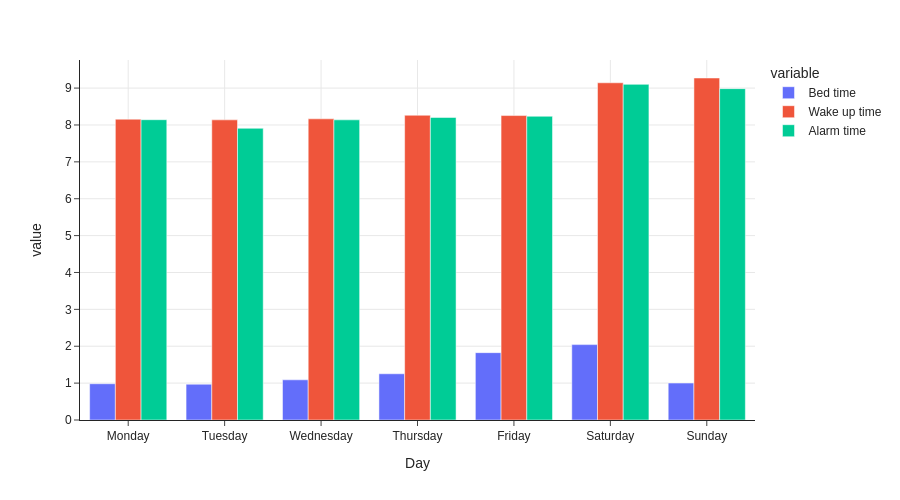 variable
Bed time
Wake up time
Alarm time
value
9
8
7
6
5
4
3
2
1
0
Monday Tuesday Wednesday Thursday Friday Saturday Sunday
Day